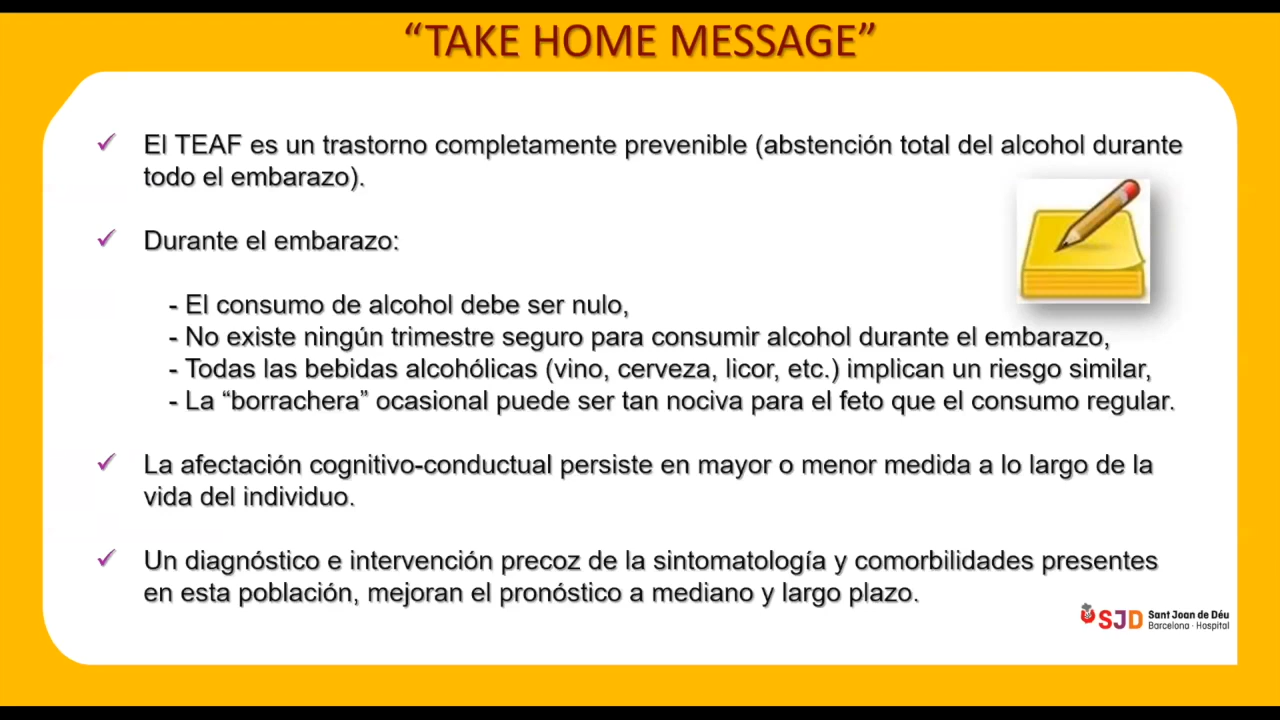 “TAKE HOME MESSAGE”
✓ El TEAF es un trastorno completamente prevenible (abstención total del alcohol durante
todo el embarazo).
✓ Durante el embarazo:
- El consumo de alcohol debe ser nulo,
- No existe ningún trimestre seguro para consumir alcohol durante el embarazo,
- Todas las bebidas alcohólicas (vino, cerveza, licor, etc.) implican un riesgo similar,
- La “borrachera” ocasional puede ser tan nociva para el feto que el consumo regular.
✓ La afectación cognitivo-conductual persiste en mayor o menor medida a lo largo de la
vida del individuo.
✓ Un diagnóstico e intervención precoz de la sintomatología y comorbilidades presentes
en esta población, mejoran el pronóstico a mediano y largo plazo.
SJD Sant Joan de Déu
Barcelona · Hospital